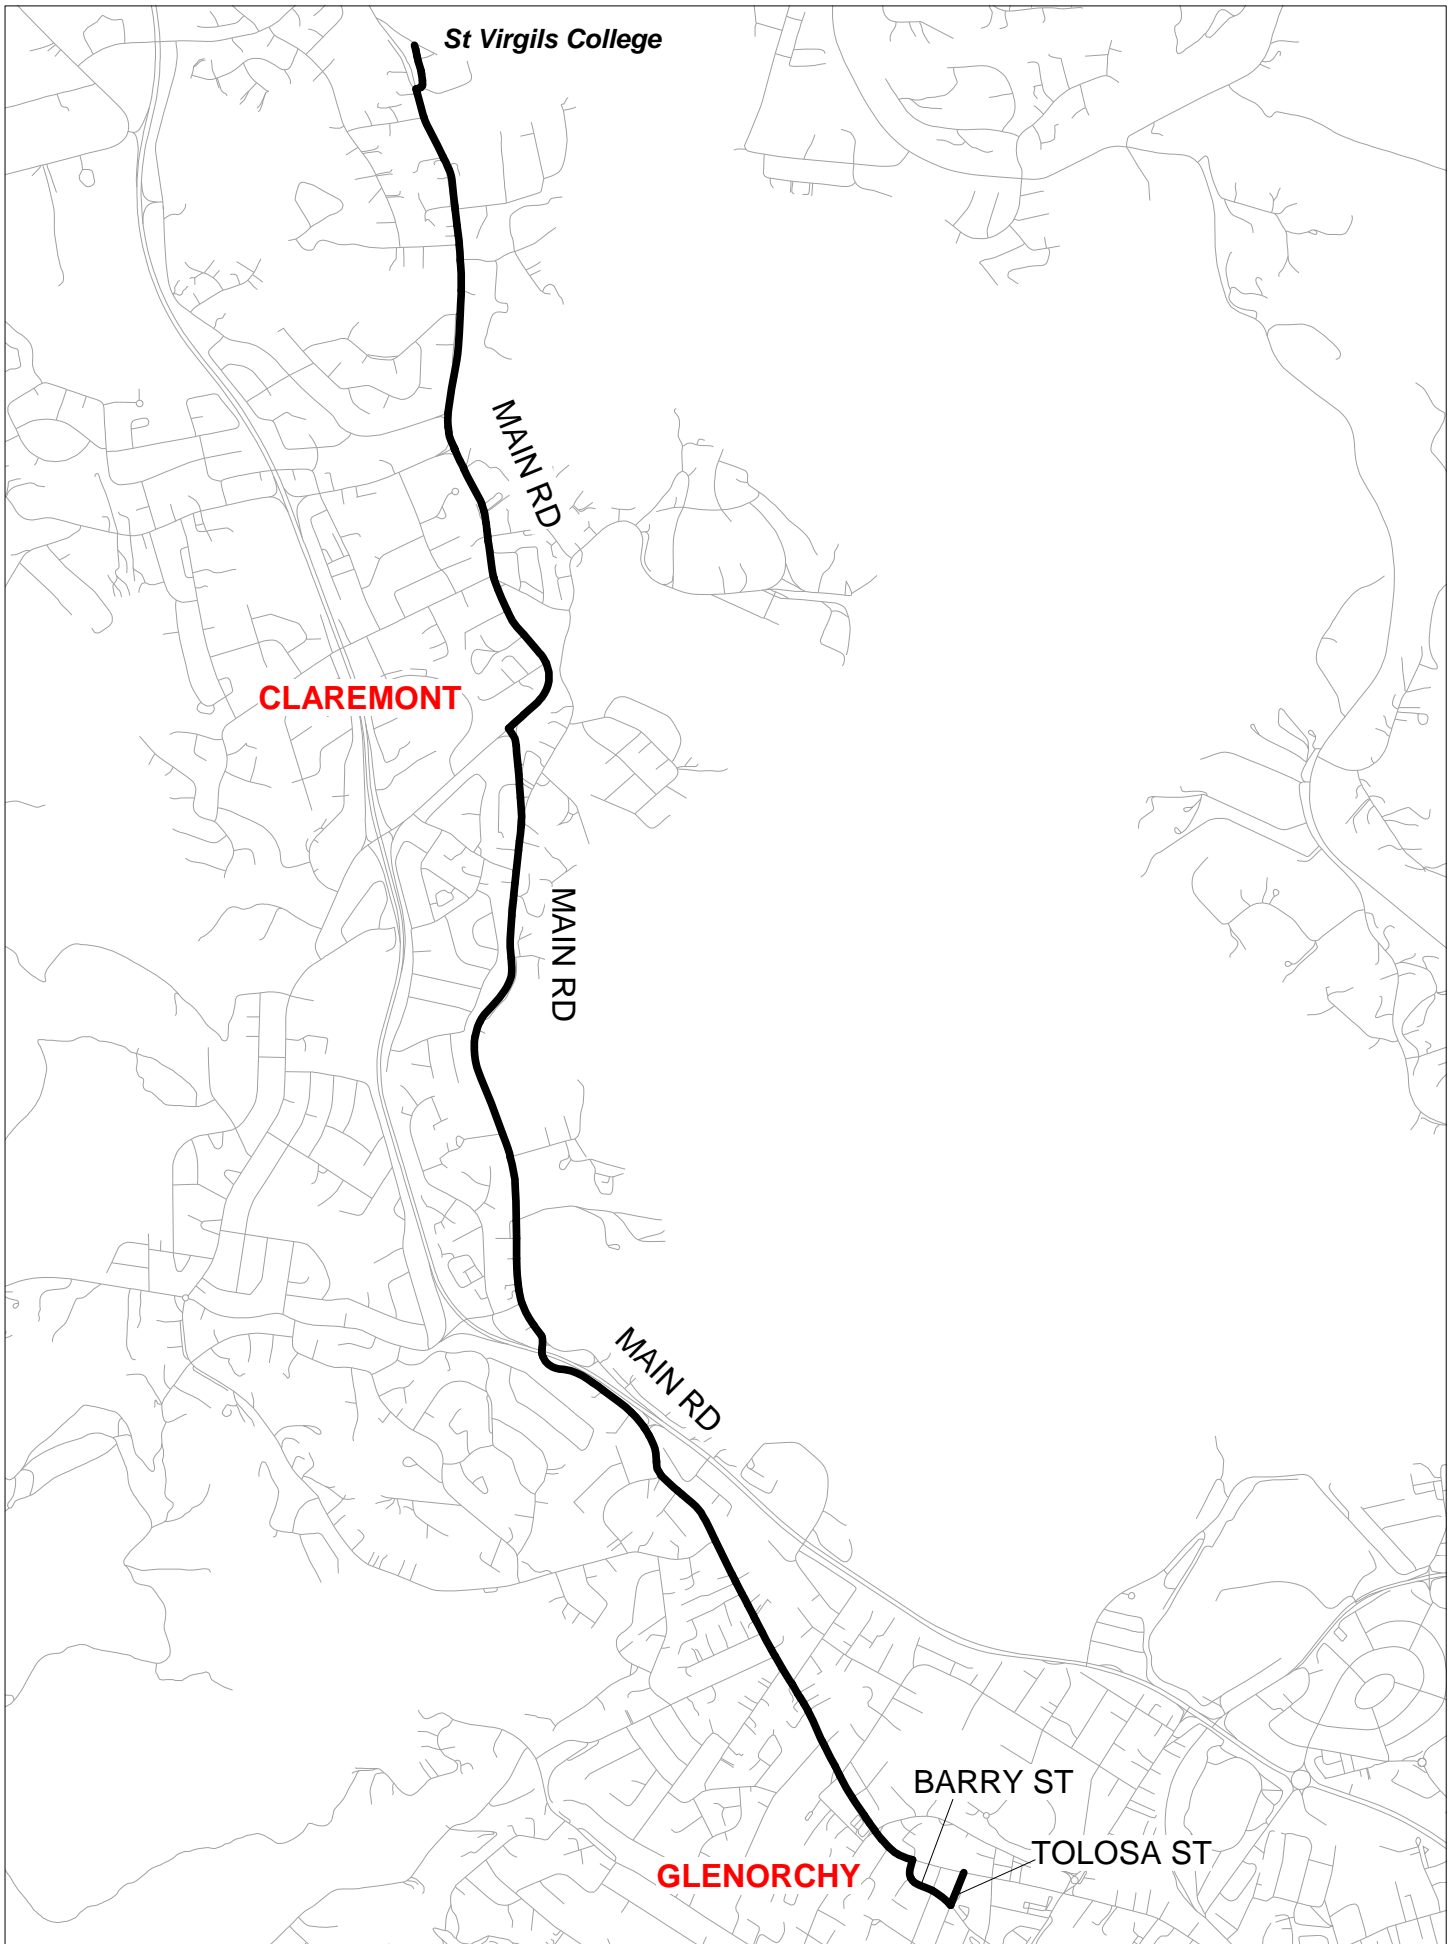 St Virgils College
MAIN RD
CLAREMONT
MAIN RD
MAIN RD
BARRY ST
TOLOSA ST
GLENORCHY